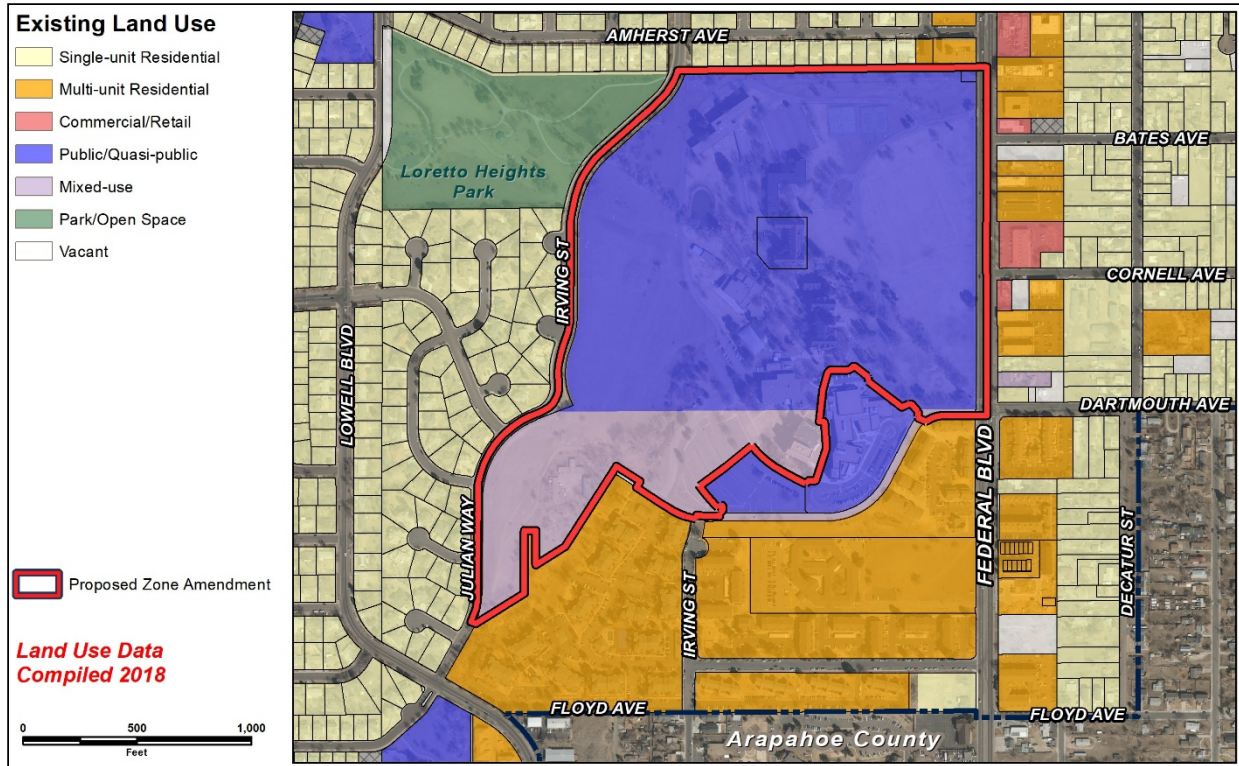 Existing Land Use
Single-unit Residential
Multi-unit Residential
Commercial/Retail
Public/Quasi-public
Mixed-use
Park/Open Space
Vacant
Proposed Zone Amendment
Land Use Data
Compiled 2018
0 500 1,000
Feet
AMHERST AVE
BATES AVE
Loretto Heights
Park
CORNELL AVE
IRVING ST
LOWELL BLVD
DARTMOUTH AVE
FEDERAL BLVD
JULIAN WAY
DECATUR ST
IRVING ST
FLOYD AVE
FLOYD AVE
Arapahoe County